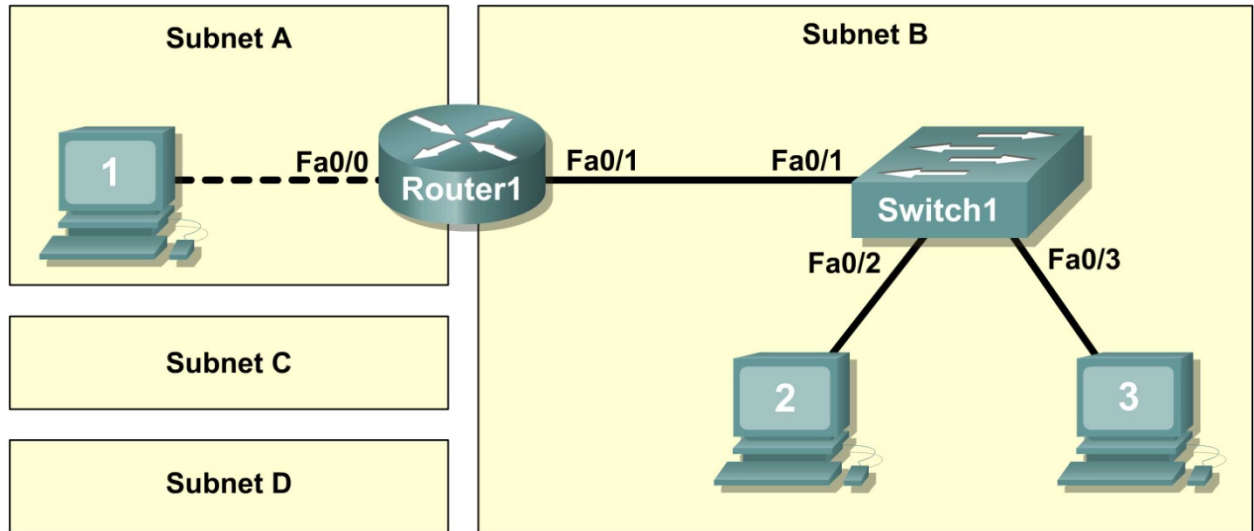 Subnet A
Subnet B
1
Fa0/0
Router1
Fa0/1
Fa0/1
Switch1
Fa0/2
Fa0/3
Subnet C
2
3
Subnet D